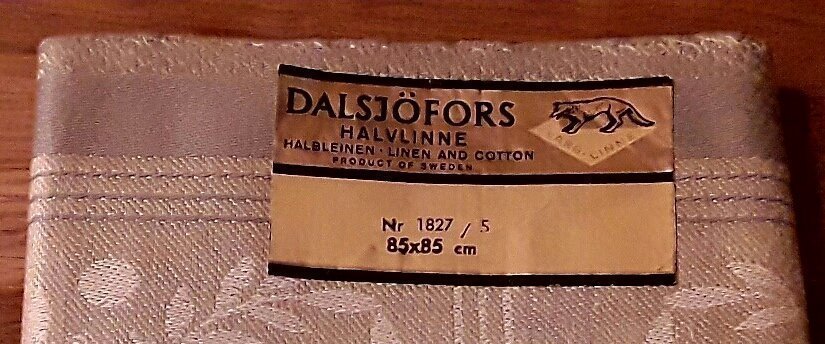 DALSJÖFORS
HALVLINNE
HALBLEINEN · LINEN AND COTTON
PRODUCT OF SWEDEN
Nr 1827 / 5
85x85 cm